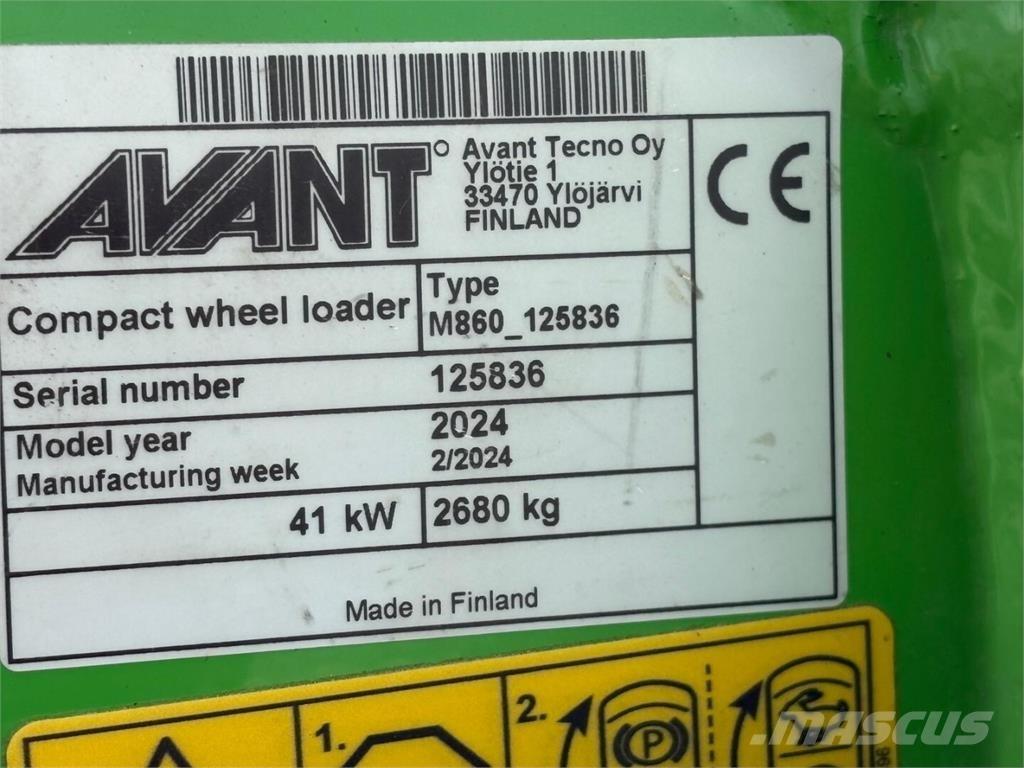 AVANT
Avant Tecno Oy
Ylötie 1
33470 Ylöjärvi
FINLAND
CE
Compact wheel loader
Type
M860_125836
Serial number
125836
Model year
2024
Manufacturing week
2/2024
41 kW
2680 kg
Made in Finland
1.
2.
P
mascus